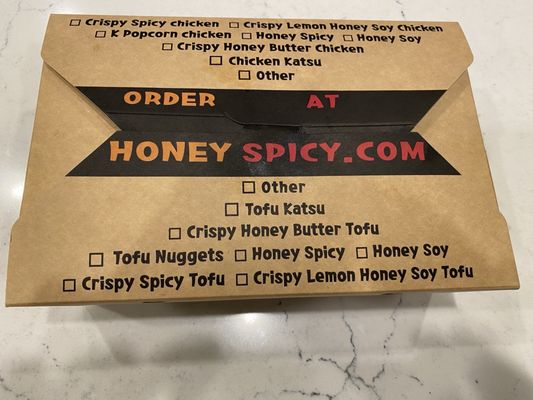 Crispy Spicy chicken Crispy Lemon Honey Soy Chicken
K Popcorn chicken Honey Spicy Honey Soy
Crispy Honey Butter Chicken
Chicken Katsu
Other
ORDER AT
HONEY SPICY.COM
Other
Tofu Katsu
Crispy Honey Butter Tofu
Tofu Nuggets Honey Spicy Honey Soy
Crispy Spicy Tofu Crispy Lemon Honey Soy Tofu